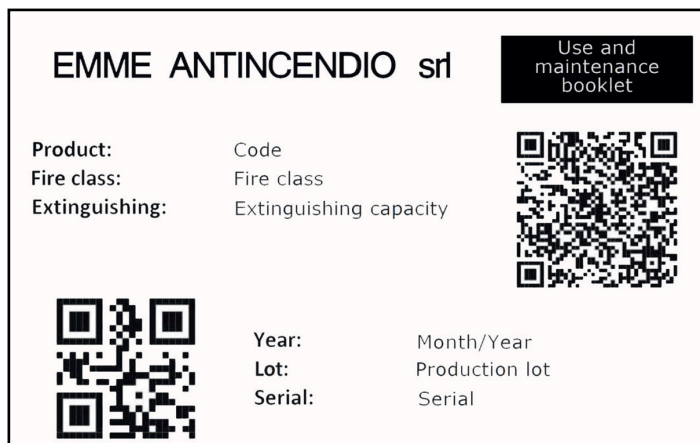 EMME ANTINCENDIO srl
Use and
maintenance
booklet
Product: Code
Fire class: Fire class
Extinguishing: Extinguishing capacity
Year: Month/Year
Lot: Production lot
Serial: Serial